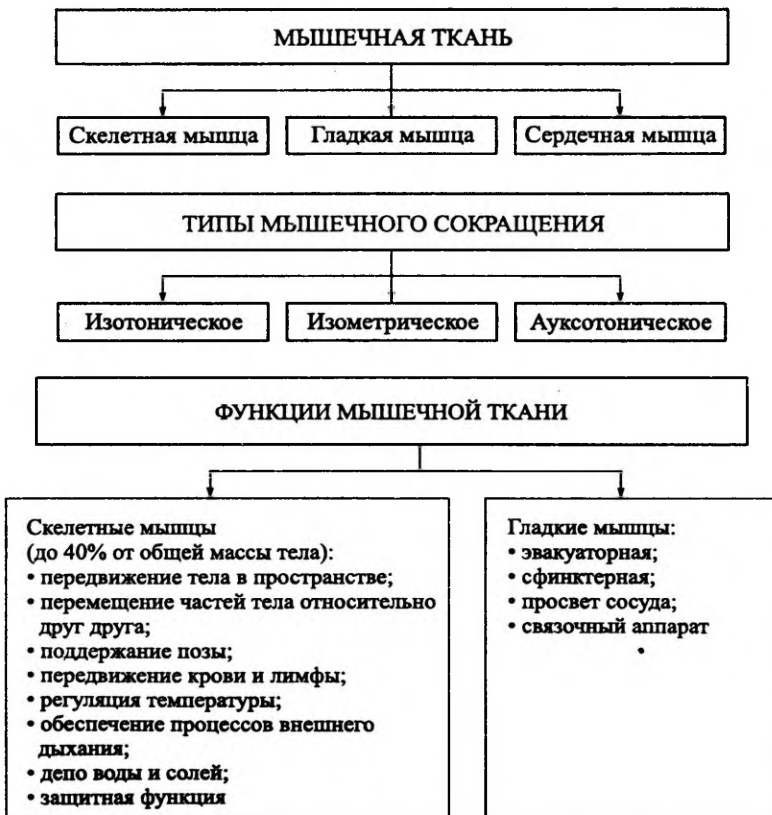 МЫШЕЧНАЯ ТКАНЬ
Скелетная мышца
Гладкая мышца
Сердечная мышца
ТИПЫ МЫШЕЧНОГО СОКРАЩЕНИЯ
Изотоническое
Изометрическое
Ауксотоническое
ФУНКЦИИ МЫШЕЧНОЙ ТКАНИ
Скелетные мышцы
(до 40% от общей массы тела):
• передвижение тела в пространстве;
• перемещение частей тела относительно
друг друга;
• поддержание позы;
• передвижение крови и лимфы;
• регуляция температуры;
• обеспечение процессов внешнего
дыхания;
• депо воды и солей;
• защитная функция
Гладкие мышцы:
• эвакуаторная;
• сфинктерная;
• просвет сосуда;
• связочный аппарат